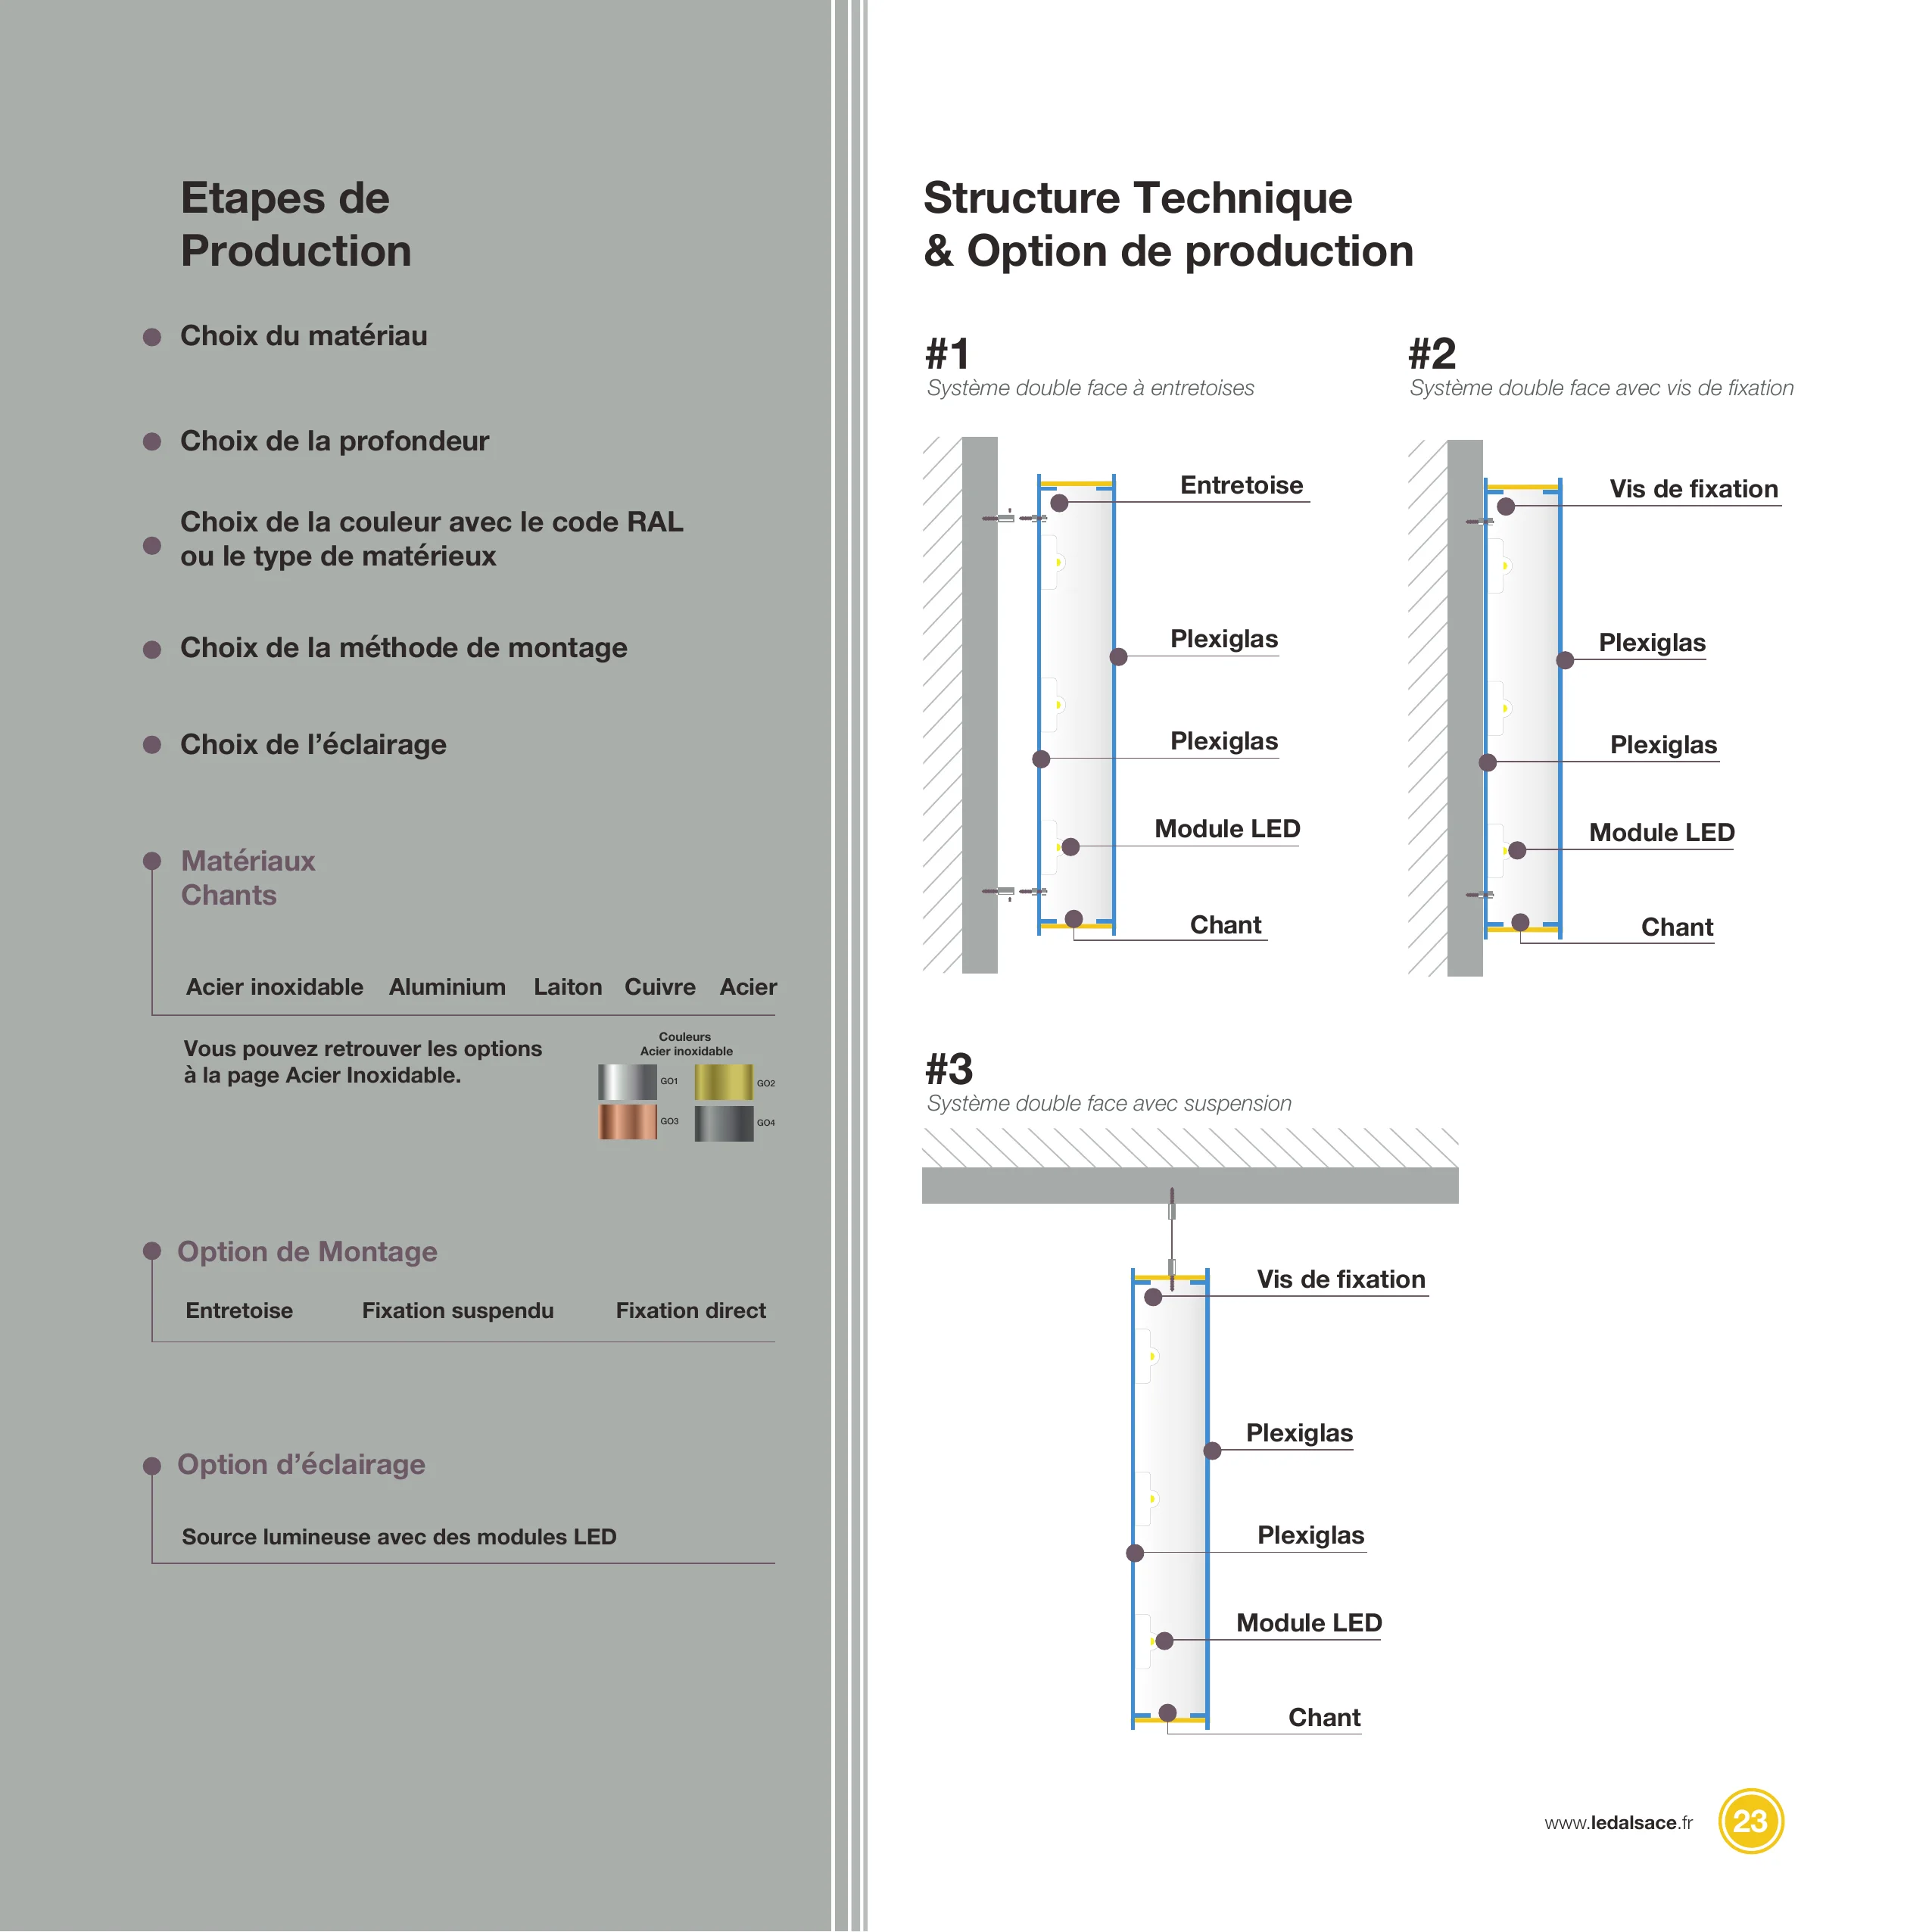 Etapes de
Production
Choix du matériau
Choix de la profondeur
Choix de la couleur avec le code RAL
ou le type de matérieux
Choix de la méthode de montage
Choix de l’éclairage
Matériaux
Chants
Acier inoxidable Aluminium Laiton Cuivre Acier
Vous pouvez retrouver les options
à la page Acier Inoxidable.
Couleurs
Acier inoxidable
GO1 GO2
GO3 GO4
Option de Montage
Entretoise Fixation suspendu Fixation direct
Option d’éclairage
Source lumineuse avec des modules LED
Structure Technique
& Option de production
#1
Système double face à entretoises
Entretoise
Plexiglas
Plexiglas
Module LED
Chant
#2
Système double face avec vis de fixation
Vis de fixation
Plexiglas
Plexiglas
Module LED
Chant
#3
Système double face avec suspension
Vis de fixation
Plexiglas
Plexiglas
Module LED
Chant
www.ledalsace.fr 23